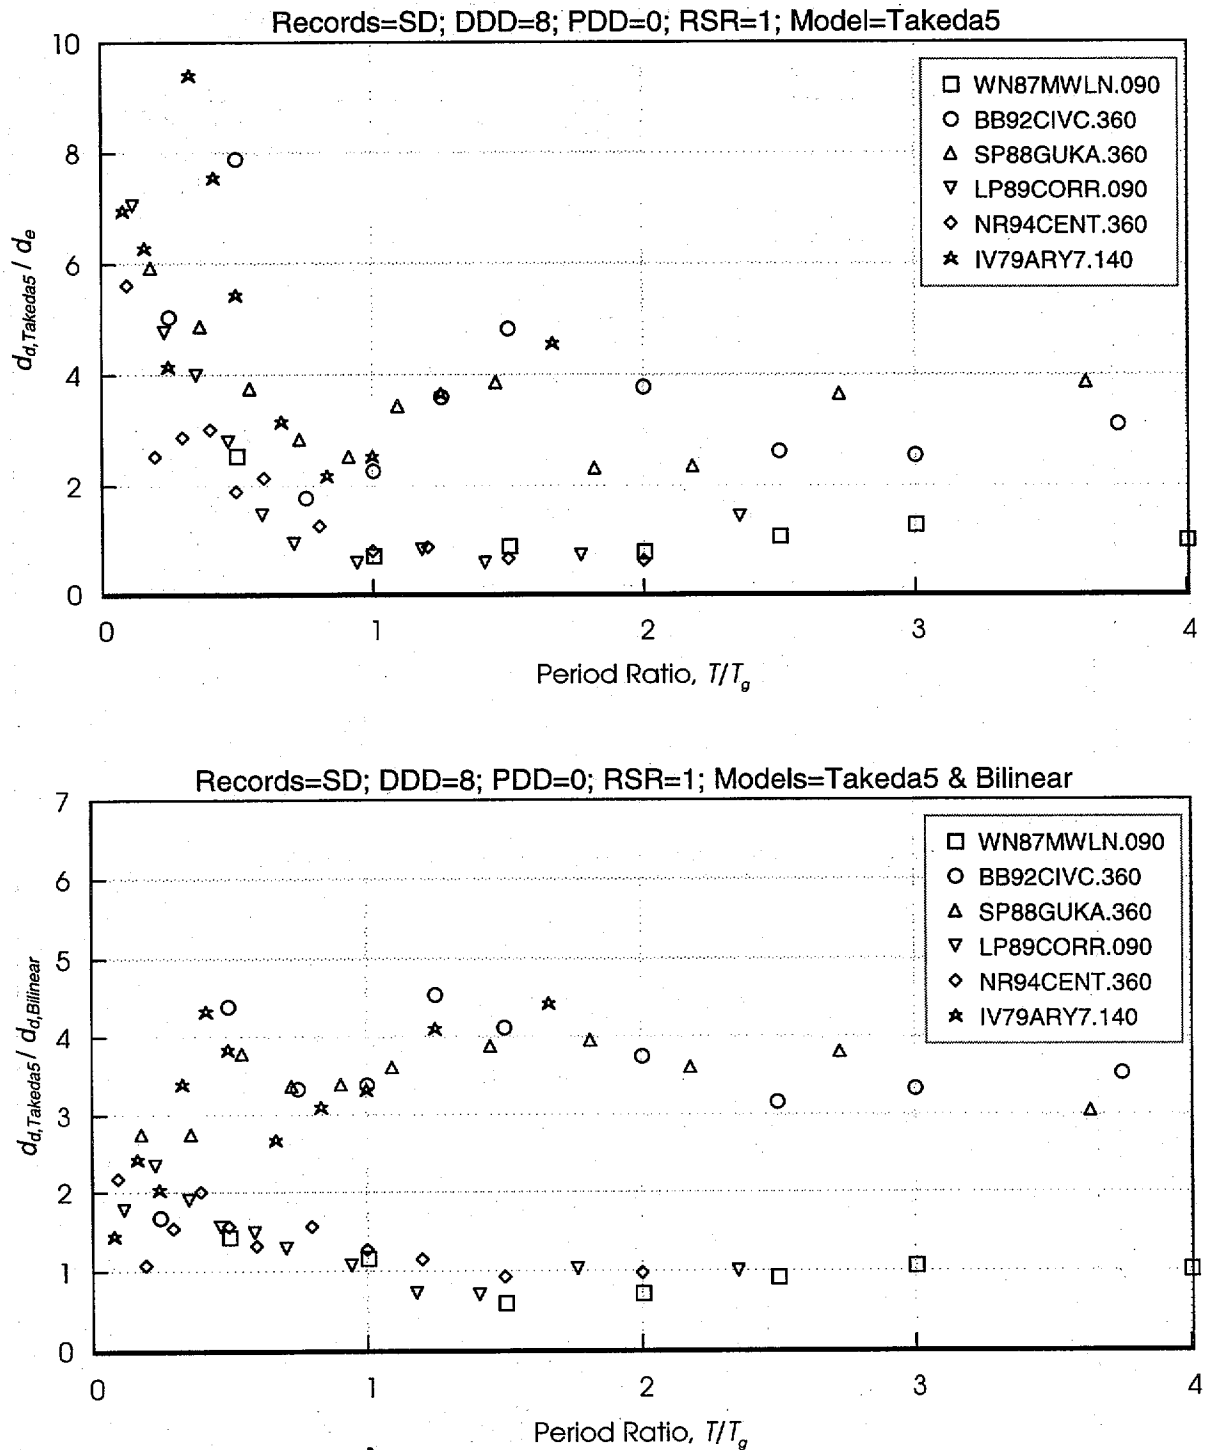 Records=SD; DDD=8; PDD=0; RSR=1; Model=Takeda5
10
8
6
4
2
0
d_d,Takeda5 / d_e
WN87MWLN.090
BB92CIVC.360
SP88GUKA.360
LP89CORR.090
NR94CENT.360
IV79ARY7.140
0 1 2 3 4
Period Ratio, T/T_g
Records=SD; DDD=8; PDD=0; RSR=1; Models=Takeda5 & Bilinear
7
6
5
4
3
2
1
0
d_d,Takeda5 / d_d,Bilinear
WN87MWLN.090
BB92CIVC.360
SP88GUKA.360
LP89CORR.090
NR94CENT.360
IV79ARY7.140
0 1 2 3 4
Period Ratio, T/T_g